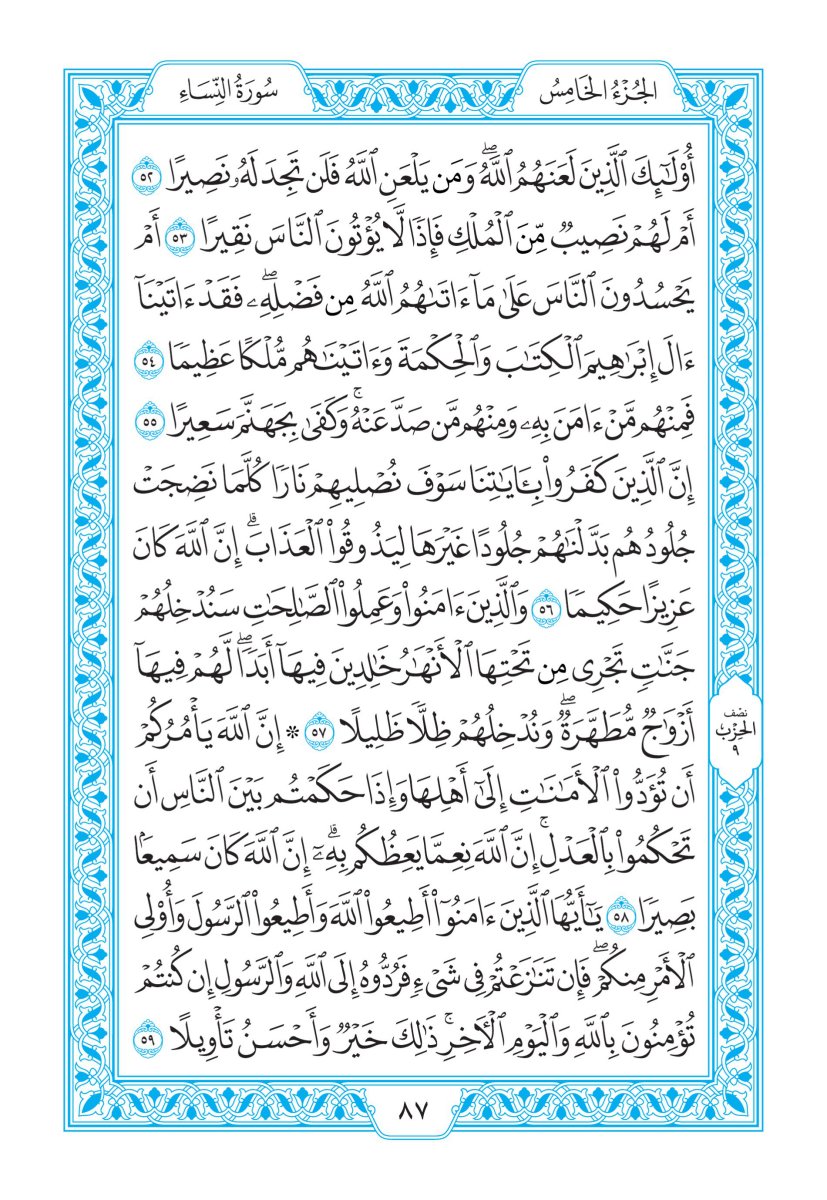 الجُزْءُ الخَامِسُ
سُورَةُ النِّسَاءِ
أُوْلَـٰٓئِكَ ٱلَّذِينَ لَعَنَهُمُ ٱللَّهُۖ وَمَن يَلْعَنِ ٱللَّهُ فَلَن تَجِدَ لَهُۥ نَصِيرًا ٥٢
أَمْ لَهُمْ نَصِيبٌ مِّنَ ٱلْمُلْكِ فَإِذًا لَّا يُؤْتُونَ ٱلنَّاسَ نَقِيرًا ٥٣ أَمْ
يَحْسُدُونَ ٱلنَّاسَ عَلَىٰ مَآ ءَاتَىٰهُمُ ٱللَّهُ مِن فَضْلِهِۦۖ فَقَدْ ءَاتَيْنَآ
ءَالَ إِبْرَٰهِيمَ ٱلْكِتَـٰبَ وَٱلْحِكْمَةَ وَءَاتَيْنَـٰهُم مُّلْكًا عَظِيمًا ٥٤
فَمِنْهُم مَّنْ ءَامَنَ بِهِۦ وَمِنْهُم مَّن صَدَّ عَنْهُۚ وَكَفَىٰ بِجَهَنَّمَ سَعِيرًا ٥٥
إِنَّ ٱلَّذِينَ كَفَرُوا۟ بِـَٔايَـٰتِنَا سَوْفَ نُصْلِيهِمْ نَارًا كُلَّمَا نَضِجَتْ
جُلُودُهُم بَدَّلْنَـٰهُمْ جُلُودًا غَيْرَهَا لِيَذُوقُوا۟ ٱلْعَذَابَۗ إِنَّ ٱللَّهَ كَانَ
عَزِيزًا حَكِيمًا ٥٦ وَٱلَّذِينَ ءَامَنُوا۟ وَعَمِلُوا۟ ٱلصَّـٰلِحَـٰتِ سَنُدْخِلُهُمْ
جَنَّـٰتٍ تَجْرِى مِن تَحْتِهَا ٱلْأَنْهَـٰرُ خَـٰلِدِينَ فِيهَآ أَبَدًاۖ لَّهُمْ فِيهَآ
أَزْوَٰجٌ مُّطَهَّرَةٌۖ وَنُدْخِلُهُمْ ظِلًّا ظَلِيلًا ٥٧ * إِنَّ ٱللَّهَ يَأْمُرُكُمْ
نصف
الحِزْب
٩
أَن تُؤَدُّوا۟ ٱلْأَمَـٰنَـٰتِ إِلَىٰٓ أَهْلِهَا وَإِذَا حَكَمْتُم بَيْنَ ٱلنَّاسِ أَن
تَحْكُمُوا۟ بِٱلْعَدْلِۚ إِنَّ ٱللَّهَ نِعِمَّا يَعِظُكُم بِهِۦٓۗ إِنَّ ٱللَّهَ كَانَ سَمِيعًۢا
بَصِيرًا ٥٨ يَـٰٓأَيُّهَا ٱلَّذِينَ ءَامَنُوٓا۟ أَطِيعُوا۟ ٱللَّهَ وَأَطِيعُوا۟ ٱلرَّسُولَ وَأُوْلِى
ٱلْأَمْرِ مِنكُمْۖ فَإِن تَنَـٰزَعْتُمْ فِى شَىْءٍ فَرُدُّوهُ إِلَى ٱللَّهِ وَٱلرَّسُولِ إِن كُنتُمْ
تُؤْمِنُونَ بِٱللَّهِ وَٱلْيَوْمِ ٱلْـَٔاخِرِۚ ذَٰلِكَ خَيْرٌ وَأَحْسَنُ تَأْوِيلًا ٥٩
٨٧